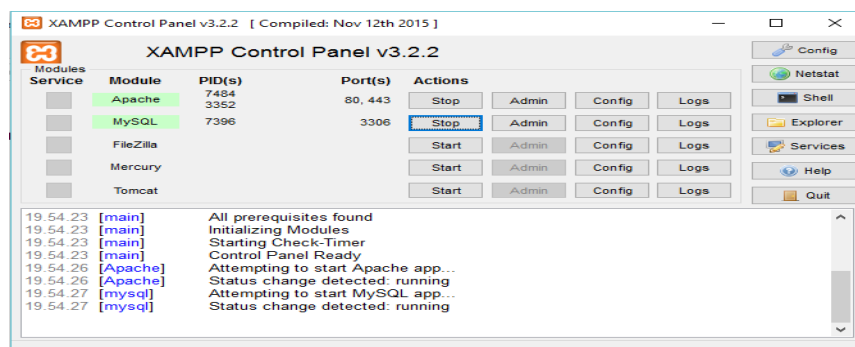 XAMPP Control Panel v3.2.2 [ Compiled: Nov 12th 2015 ]
XAMPP Control Panel v3.2.2
Config
Modules
Service Module PID(s) Port(s) Actions
Netstat
Apache 7484 3352 80, 443 Stop Admin Config Logs
Shell
MySQL 7396 3306 Stop Admin Config Logs
Explorer
FileZilla Start Admin Config Logs
Services
Mercury Start Admin Config Logs
Help
Tomcat Start Admin Config Logs
Quit
19.54.23 [main] All prerequisites found
19.54.23 [main] Initializing Modules
19.54.23 [main] Starting Check-Timer
19.54.23 [main] Control Panel Ready
19.54.26 [Apache] Attempting to start Apache app...
19.54.26 [Apache] Status change detected: running
19.54.27 [mysql] Attempting to start MySQL app...
19.54.27 [mysql] Status change detected: running